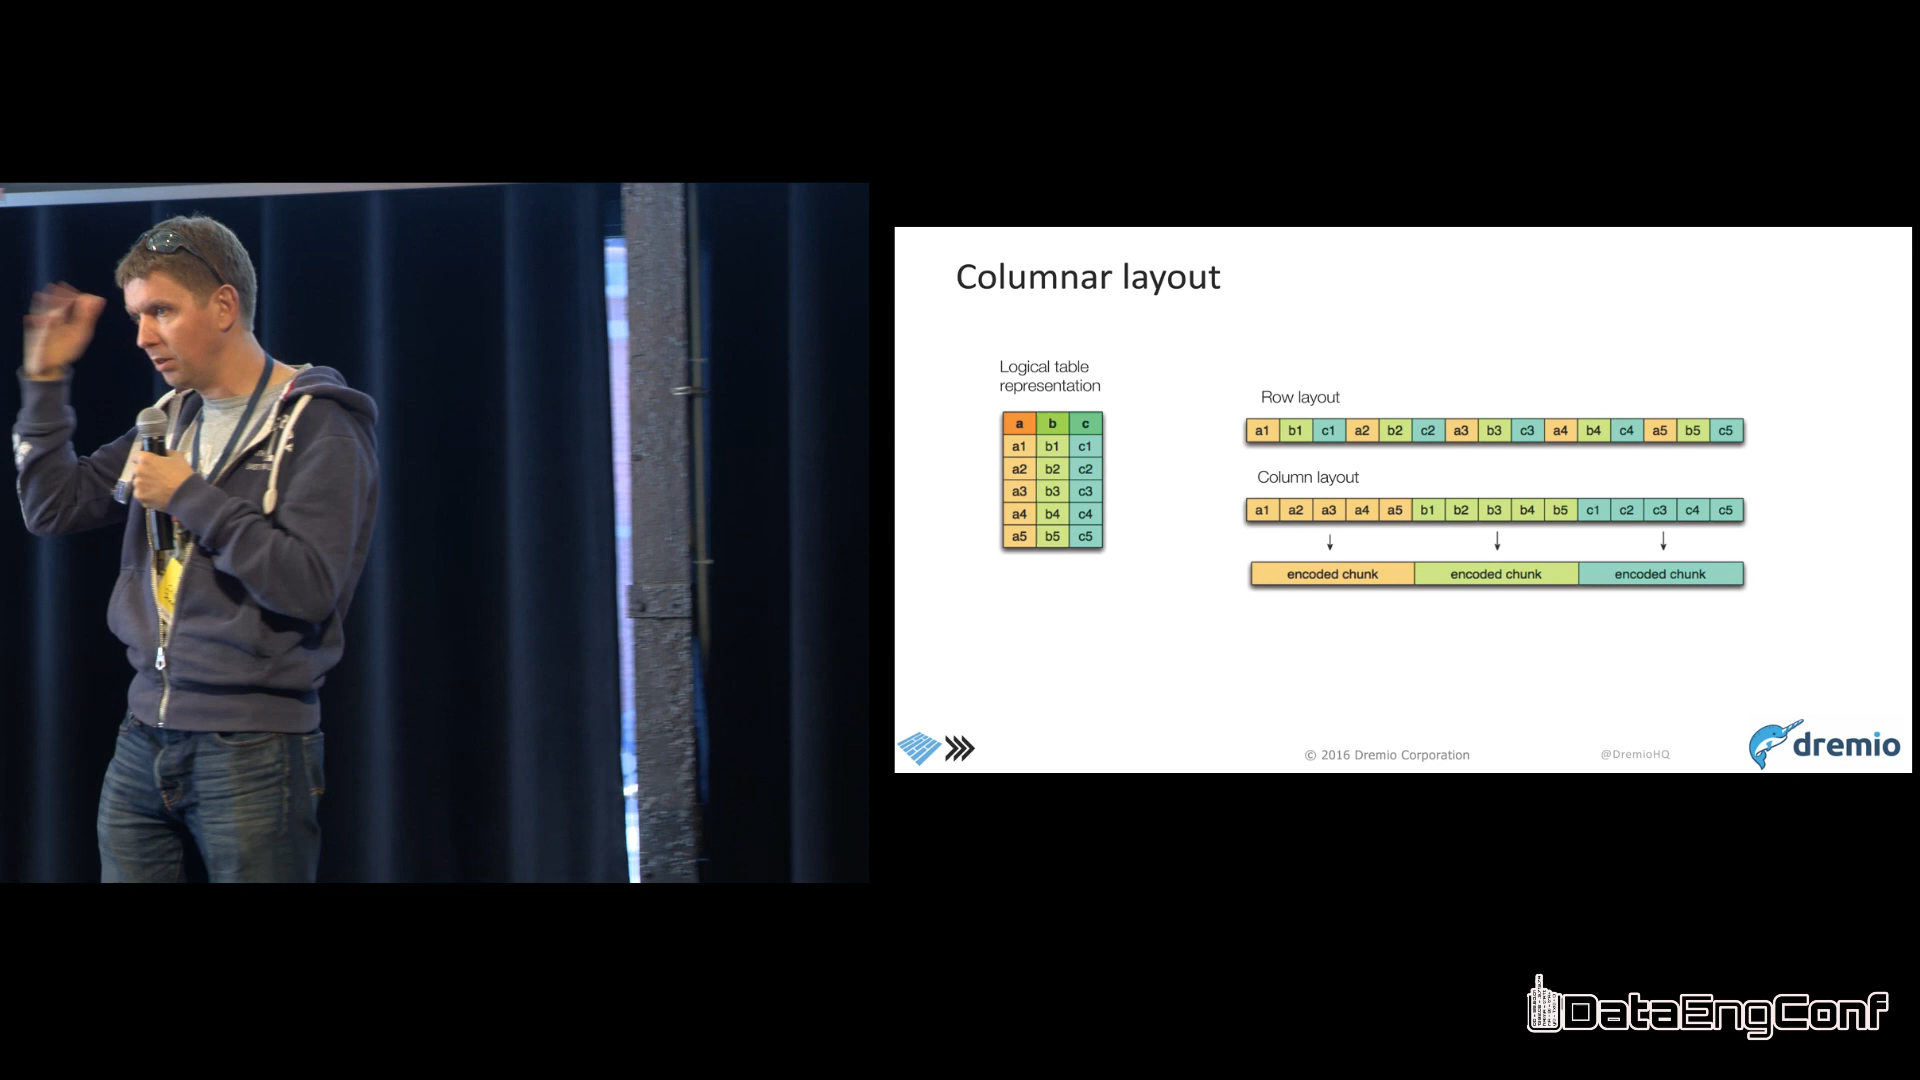 Columnar layout
Logical table
representation
a b c
a1 b1 c1
a2 b2 c2
a3 b3 c3
a4 b4 c4
a5 b5 c5
Row layout
a1 b1 c1 a2 b2 c2 a3 b3 c3 a4 b4 c4 a5 b5 c5
Column layout
a1 a2 a3 a4 a5 b1 b2 b3 b4 b5 c1 c2 c3 c4 c5
encoded chunk encoded chunk encoded chunk
© 2016 Dremio Corporation
@DremioHQ
dremio
DataEngConf